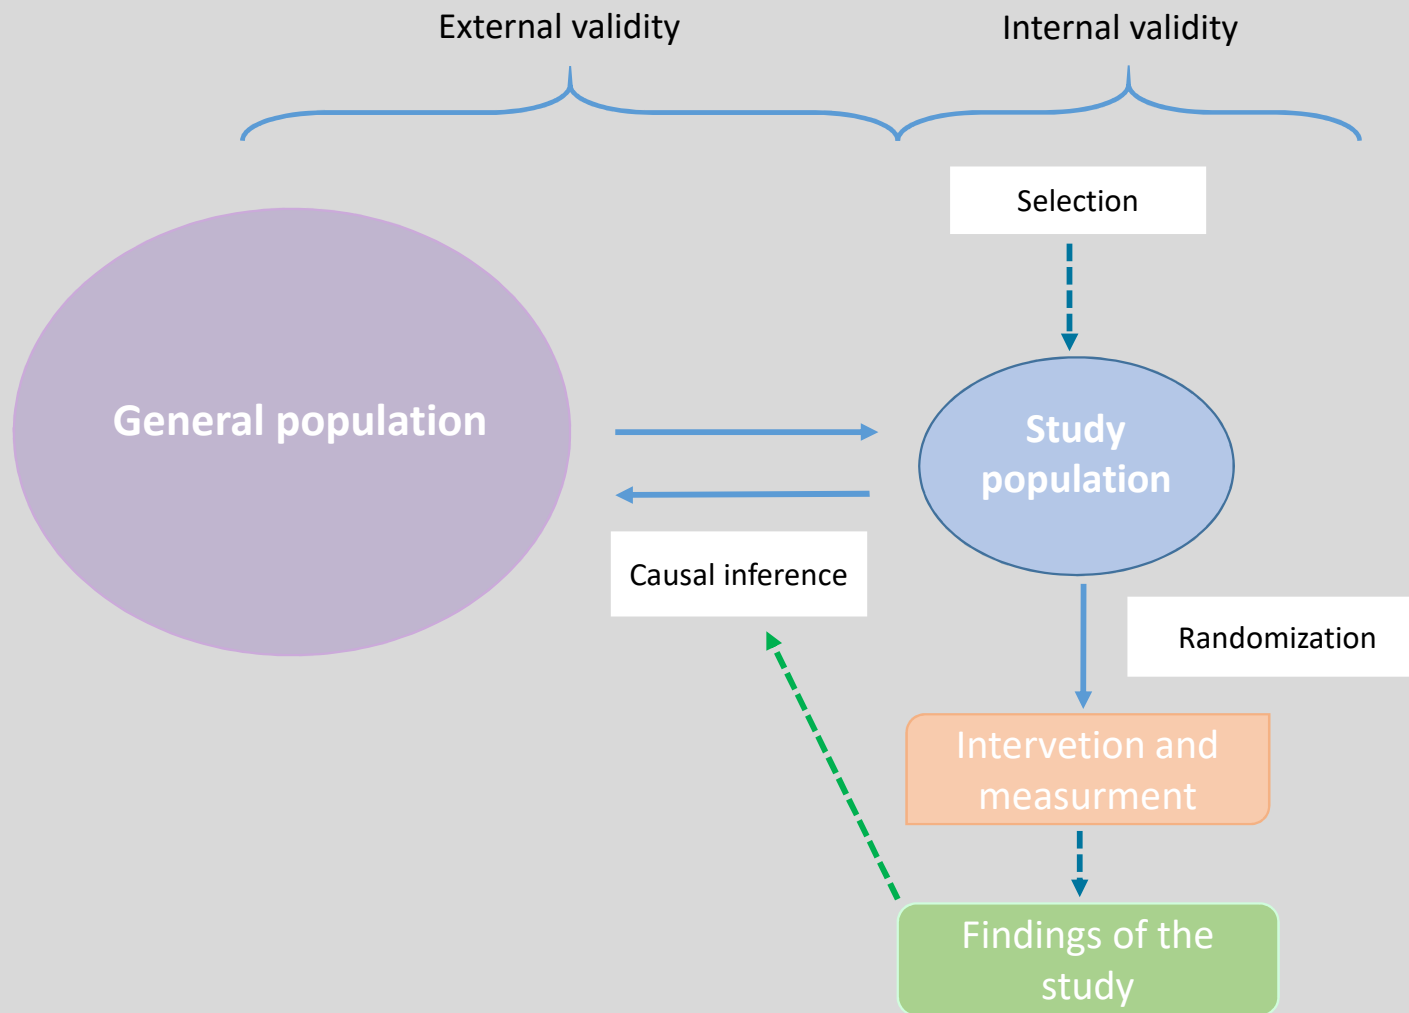 External validity
Internal validity
Selection
General population
Study
population
Causal inference
Randomization
Intervetion and
measurment
Findings of the
study